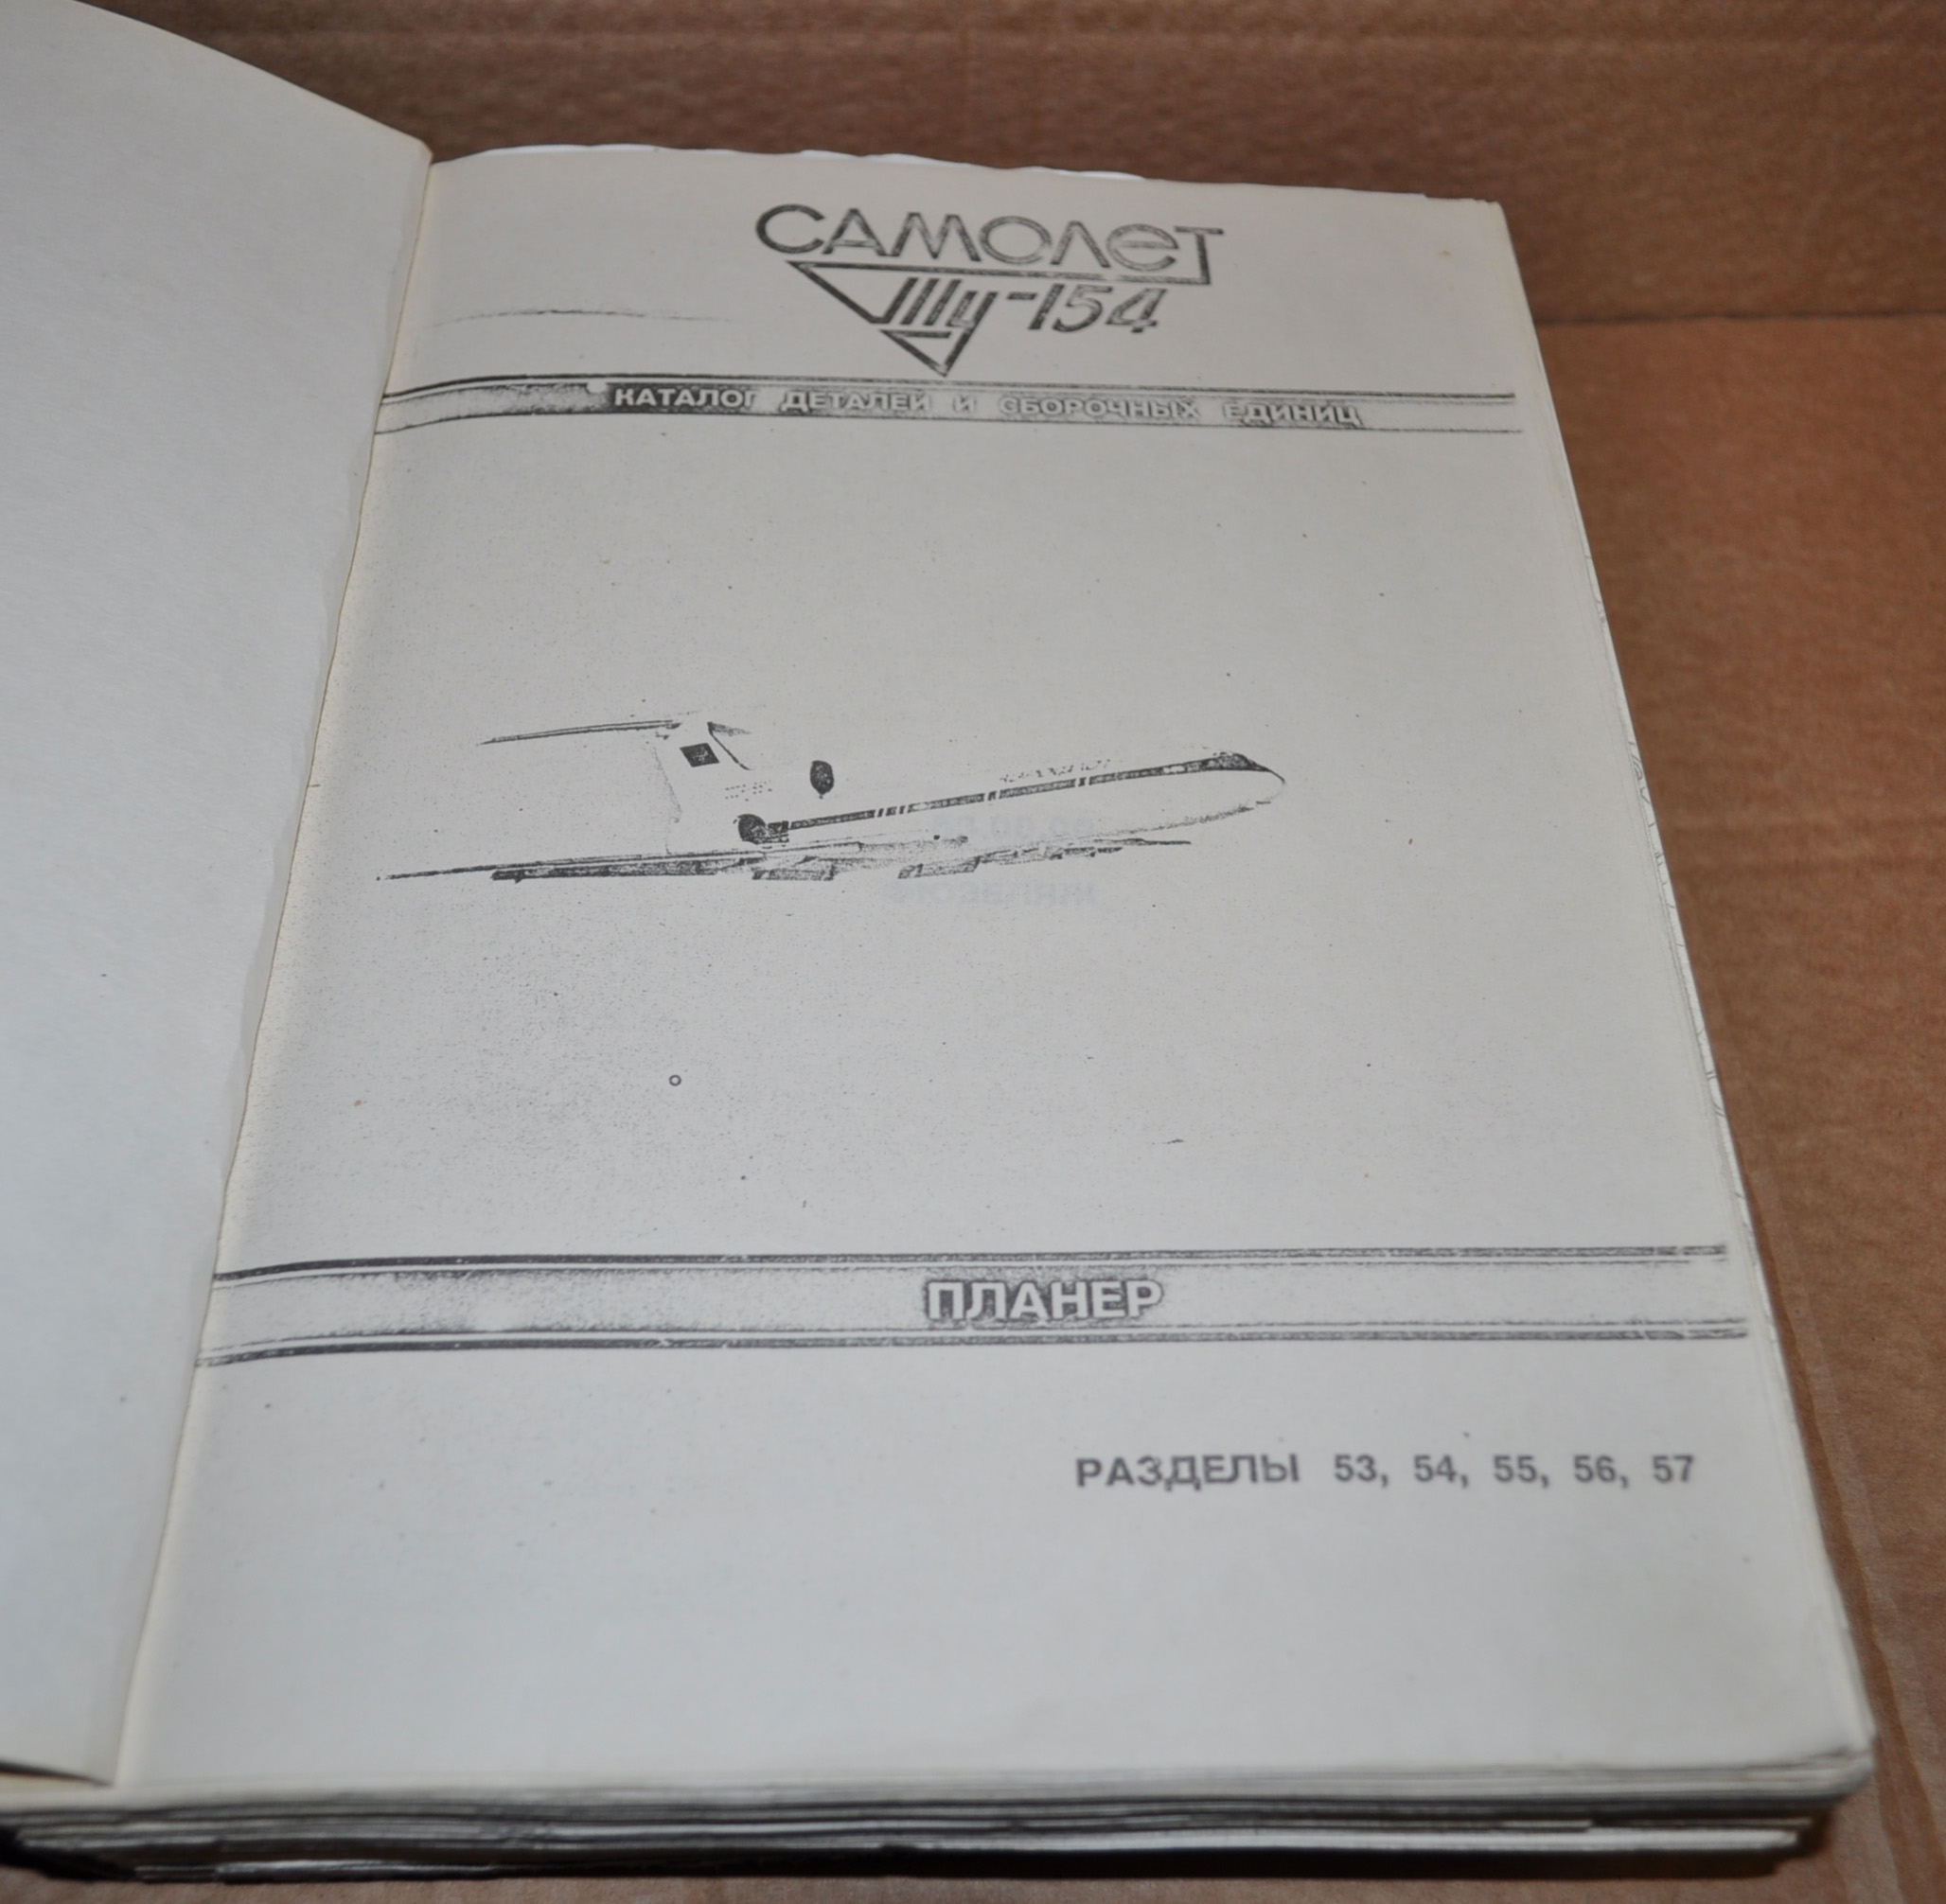 САМОЛЕТ
Ту-154
КАТАЛОГ ДЕТАЛЕЙ И СБОРОЧНЫХ ЕДИНИЦ
ПЛАНЕР
РАЗДЕЛЫ 53, 54, 55, 56, 57